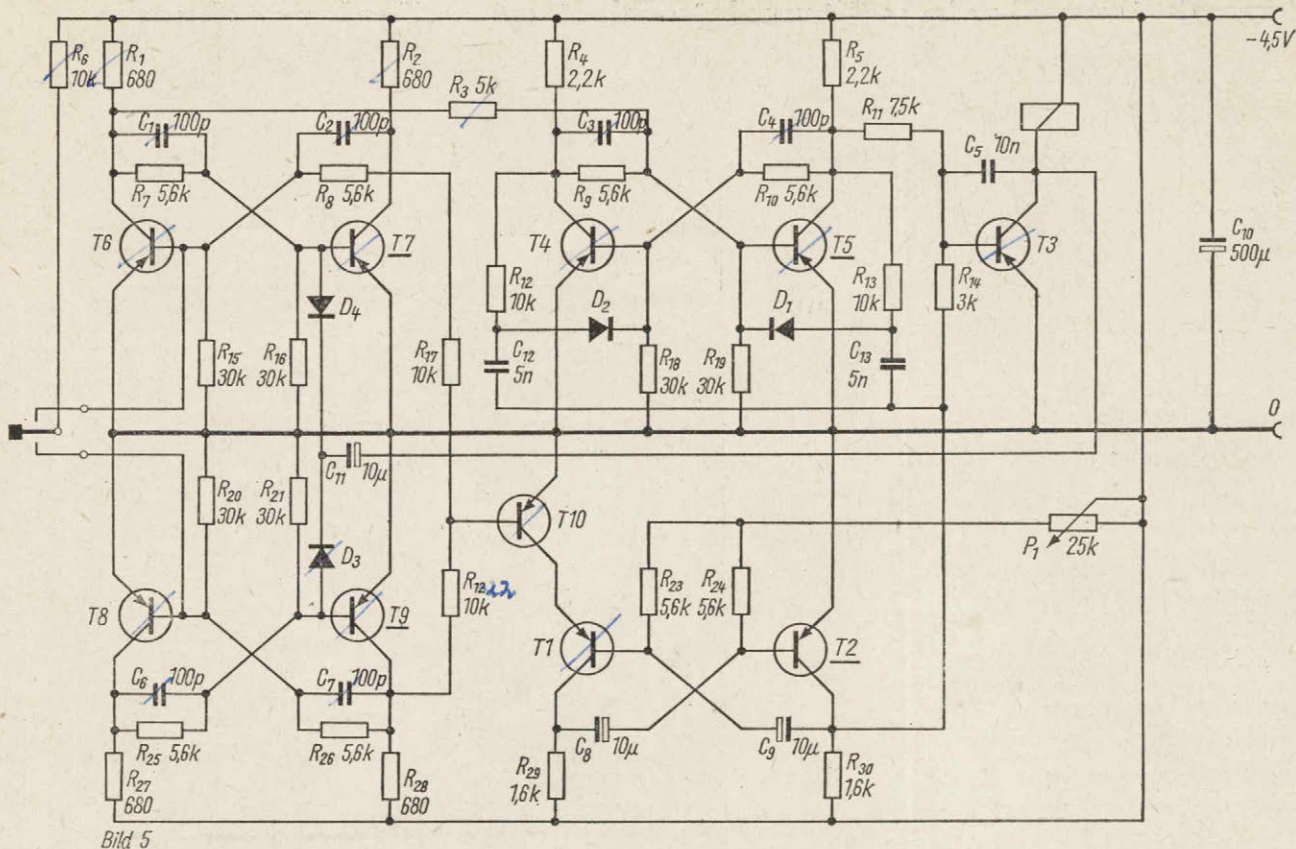 R6
10k
R1
680
R2
680
R4
2,2k
R5
2,2k
-4,5V
R3 5k
R11 7,5k
C1 100p
C2 100p
C3 100p
C4 100p
C5 10n
R7 5,6k
R8 5,6k
R9 5,6k
R10 5,6k
T6
T7
T4
T5
T3
C10
500μ
R12
10k
R13
10k
R14
3k
D4
D2
D1
R15
30k
R16
30k
R17
10k
C12
5n
R18
30k
R19
30k
C13
5n
0
C11 10μ
R20
30k
R21
30k
T10
P1 25k
D3
R12 22
10k
R23
5,6k
R24
5,6k
T8
T9
T1
T2
C6 100p
C7 100p
R25 5,6k
R26 5,6k
C8 10μ
C9 10μ
R27
680
R28
680
R29
1,6k
R30
1,6k
Bild 5